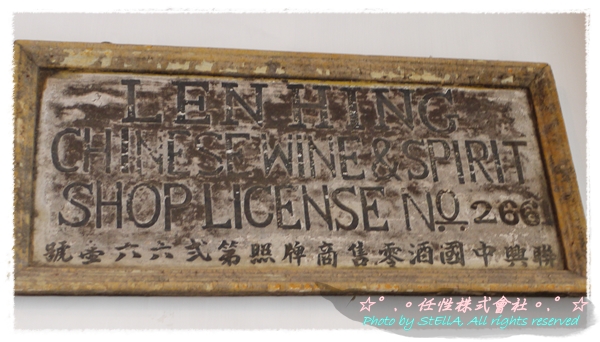 LEN HING
CHINESE WINE & SPIRIT
SHOP LICENSE No. 266
聯興中國酒零售商牌照第弍六六壹號
☆°.。任性株式會社。.°☆
Photo by StEllA, All rights reserved